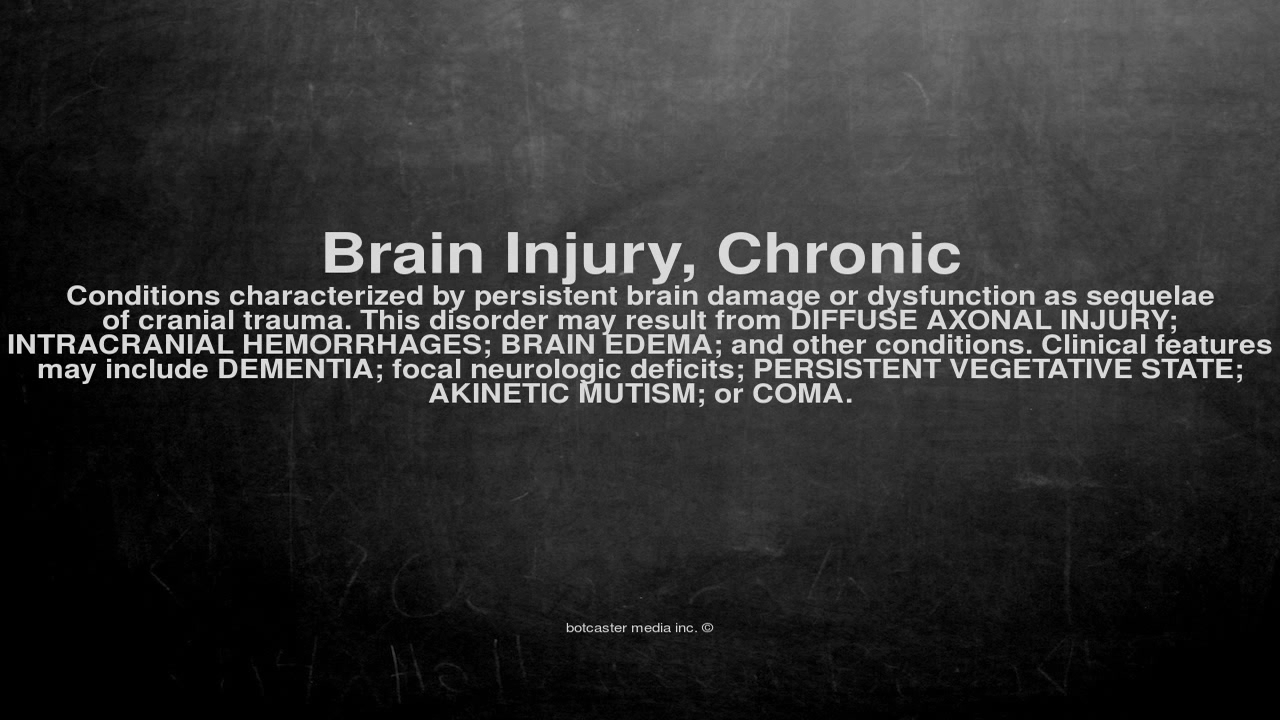 Brain Injury, Chronic
Conditions characterized by persistent brain damage or dysfunction as sequelae
of cranial trauma. This disorder may result from DIFFUSE AXONAL INJURY;
INTRACRANIAL HEMORRHAGES; BRAIN EDEMA; and other conditions. Clinical features
may include DEMENTIA; focal neurologic deficits; PERSISTENT VEGETATIVE STATE;
AKINETIC MUTISM; or COMA.
botcaster media inc. ©